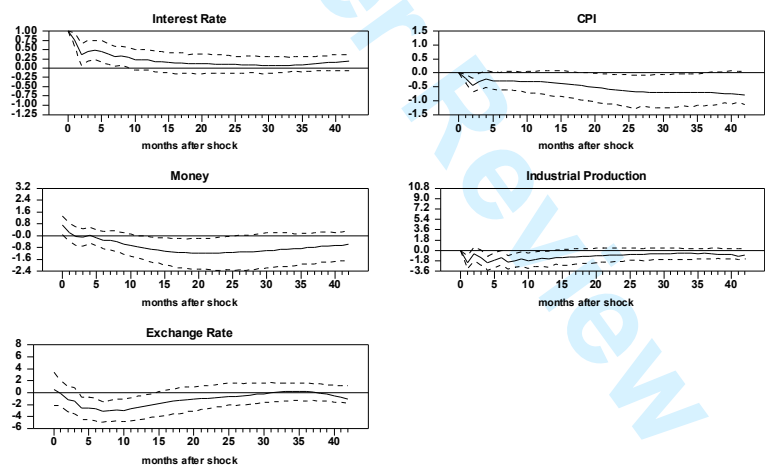 Interest Rate
1.00
0.75
0.50
0.25
0.00
-0.25
-0.50
-0.75
-1.00
-1.25
0 5 10 15 20 25 30 35 40
months after shock
CPI
1.5
1.0
0.5
0.0
-0.5
-1.0
-1.5
0 5 10 15 20 25 30 35 40
months after shock
Money
3.2
2.4
1.6
0.8
-0.0
-0.8
-1.6
-2.4
0 5 10 15 20 25 30 35 40
months after shock
Industrial Production
10.8
9.0
7.2
5.4
3.6
1.8
0.0
-1.8
-3.6
0 5 10 15 20 25 30 35 40
months after shock
Exchange Rate
8
6
4
2
0
-2
-4
-6
0 5 10 15 20 25 30 35 40
months after shock
er Review